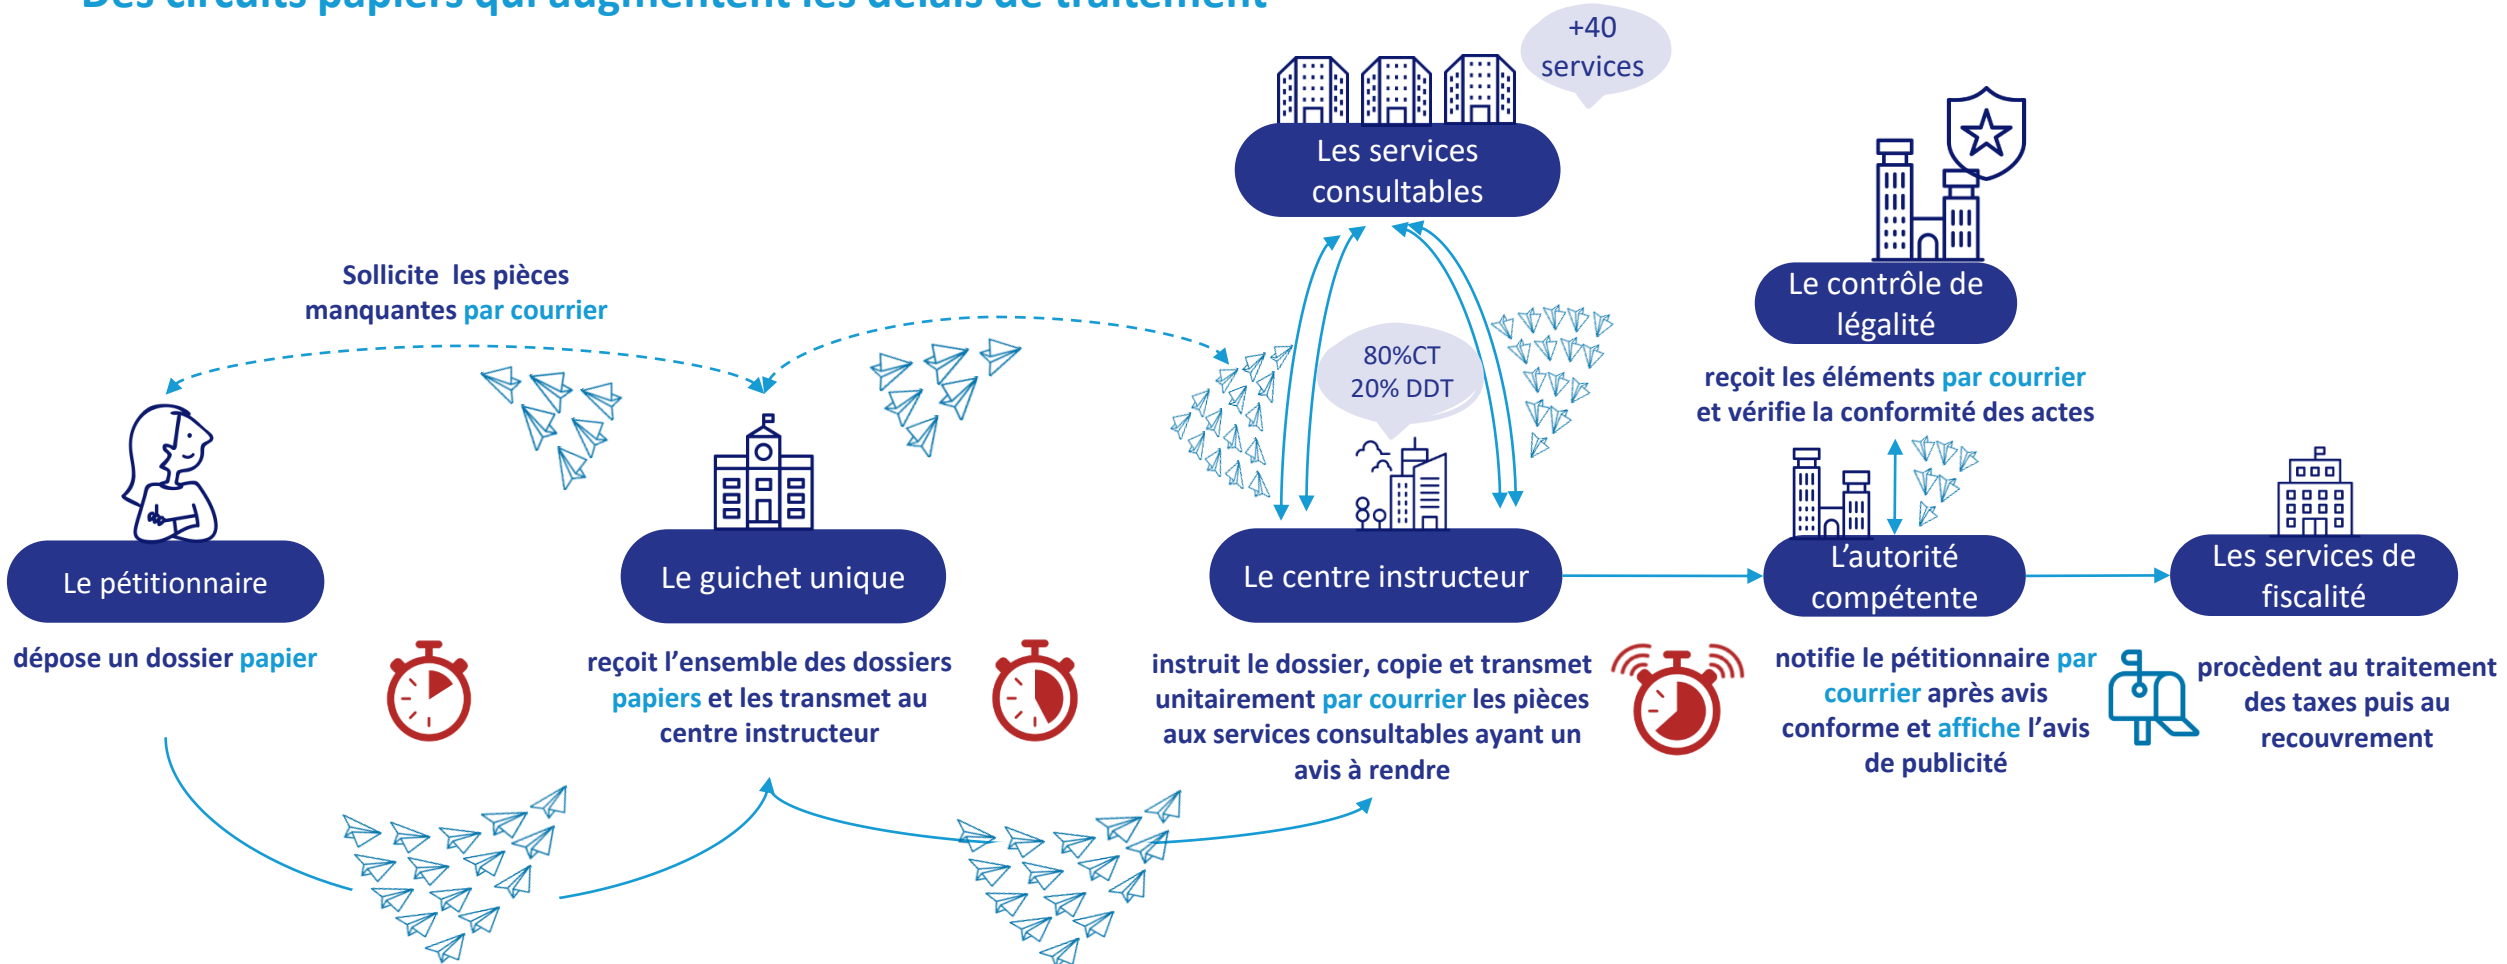 Des circuits papiers qui augmentent les délais de traitement
+40
services
Les services
consultables
Le contrôle de
légalité
reçoit les éléments par courrier
et vérifie la conformité des actes
Sollicite les pièces
manquantes par courrier
80%CT
20% DDT
Le pétitionnaire
dépose un dossier papier
Le guichet unique
reçoit l'ensemble des dossiers
papiers et les transmet au
centre instructeur
Le centre instructeur
instruit le dossier, copie et transmet
unitairement par courrier les pièces
aux services consultables ayant un
avis à rendre
L'autorité
compétente
notifie le pétitionnaire par
courrier après avis
conforme et affiche l'avis
de publicité
Les services de
fiscalité
procèdent au traitement
des taxes puis au
recouvrement